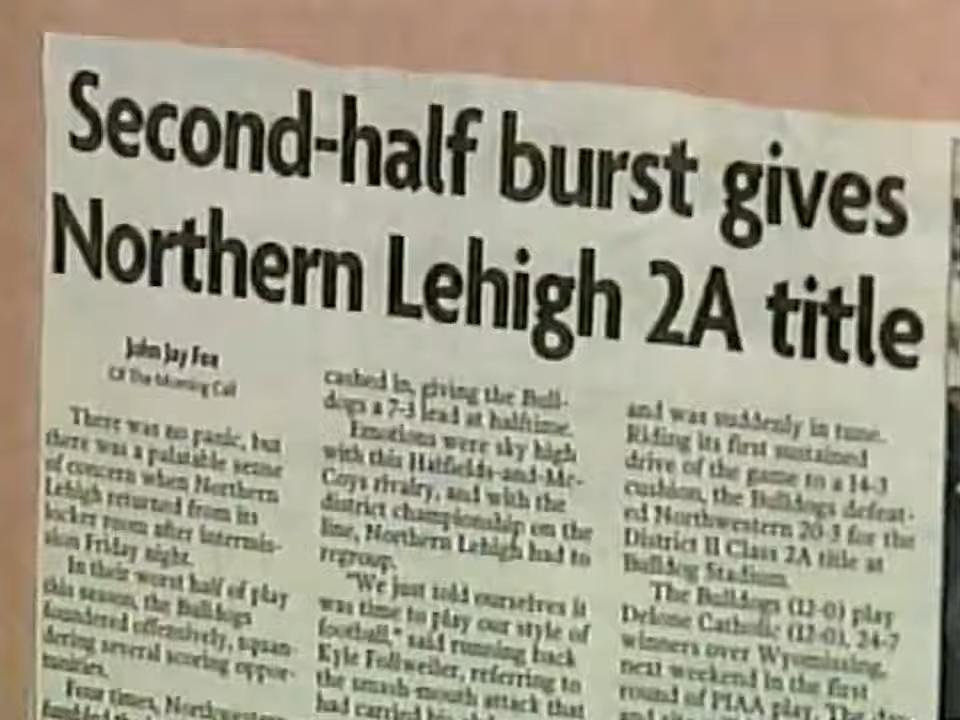 Second-half burst gives
Northern Lehigh 2A title
John Jay Fox
Of The Morning Call
There was no panic, but
there was a palatable sense
of concern when Northern
Lehigh returned from its
locker room after intermis-
sion Friday night.
In their worst half of play
this season, the Bulldogs
foundered offensively, squan-
dering several scoring oppor-
tunities.
Four times, Northwestern
cashed in, giving the Bull-
dogs a 7-3 lead at halftime.
Emotions were sky high
with this Hatfields-and-Mc-
Coys rivalry, and with the
district championship on the
line, Northern Lehigh had to
regroup.
"We just told ourselves it
was time to play our style of
football," said running back
Kyle Follweiler, referring to
the smash-mouth attack that
had carried
and was suddenly in tune.
Riding its first sustained
drive of the game to a 14-3
cushion, the Bulldogs defeat-
ed Northwestern 20-3 for the
District 11 Class 2A title at
Bulldog Stadium.
The Bulldogs (12-0) play
Delone Catholic (12-0), 24-7
winners over Wyomissing,
next weekend in the first
round of PIAA play. The